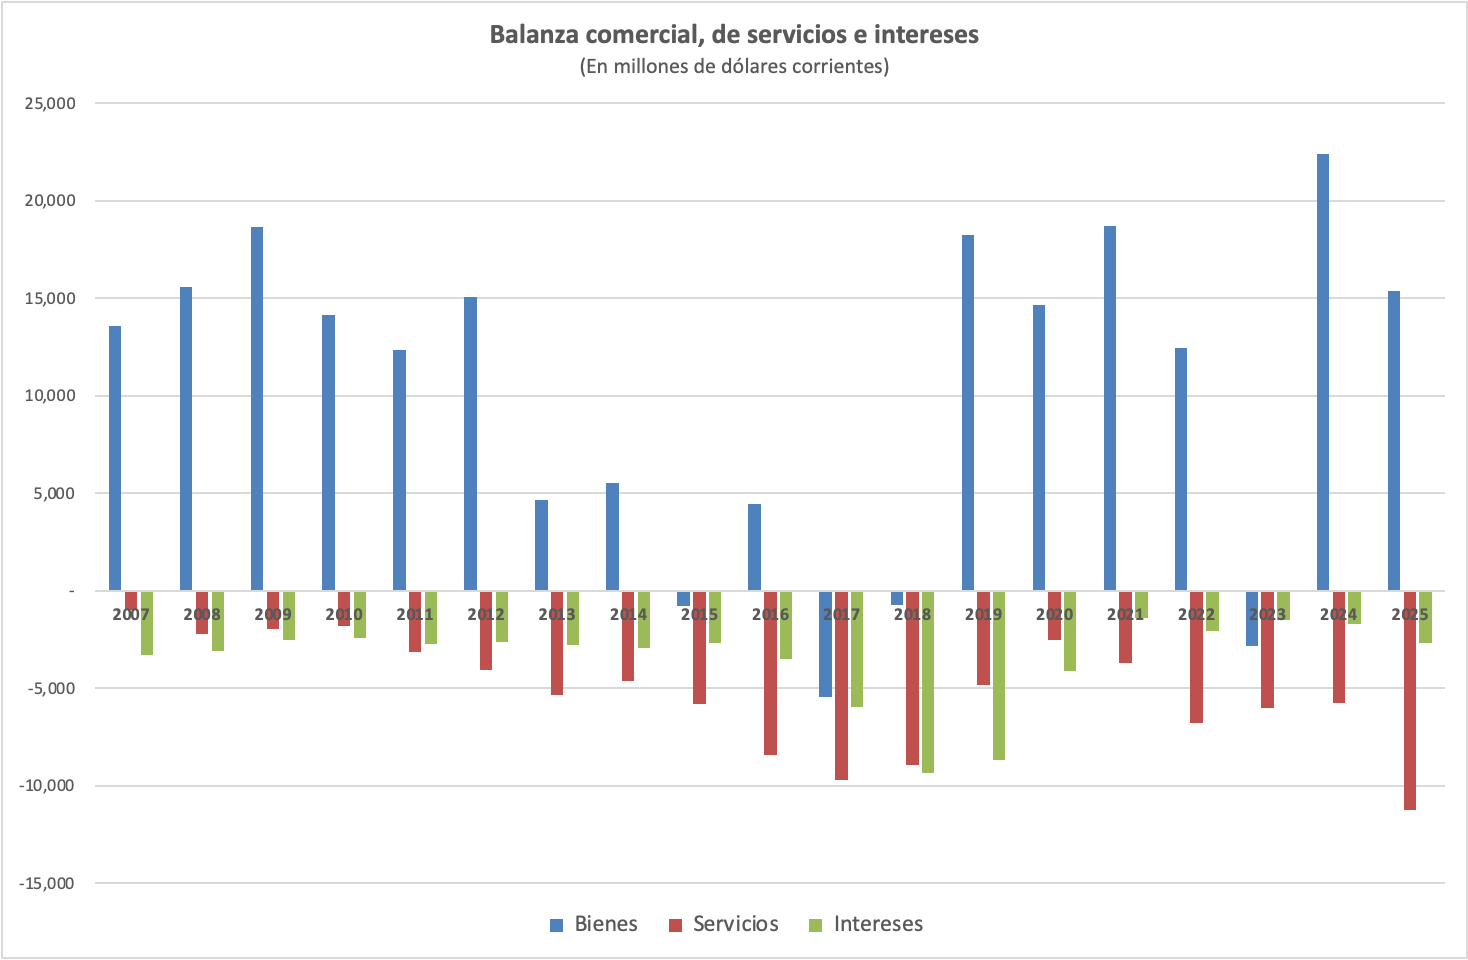 Balanza comercial, de servicios e intereses
(En millones de dólares corrientes)
25,000
20,000
15,000
10,000
5,000
-
2007 2008 2009 2010 2011 2012 2013 2014 2015 2016 2017 2018 2019 2020 2021 2022 2023 2024 2025
-5,000
-10,000
-15,000
Bienes Servicios Intereses